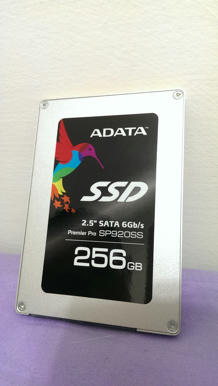 ADATA
SSD
2.5" SATA 6Gb/s
Premier Pro SP920SS
256GB